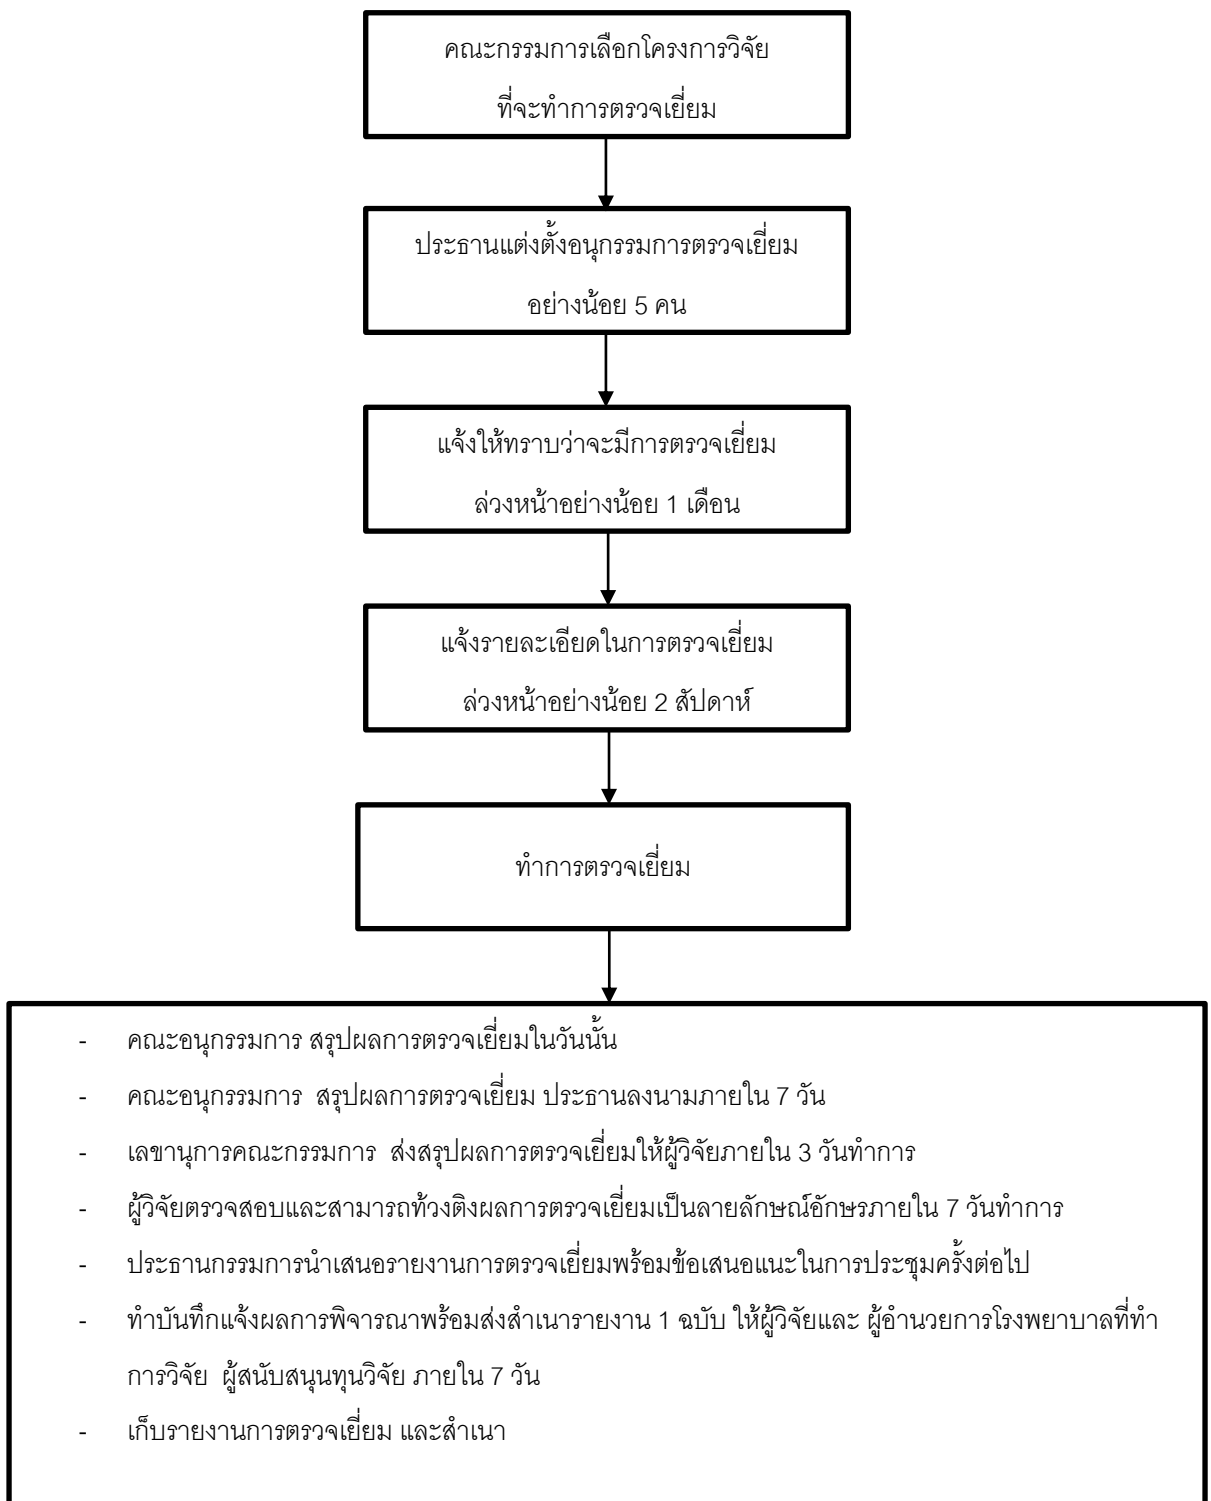 คณะกรรมการเลือกโครงการวิจัย
ที่จะทำการตรวจเยี่ยม
ประธานแต่งตั้งอนุกรรมการตรวจเยี่ยม
อย่างน้อย 5 คน
แจ้งให้ทราบว่าจะมีการตรวจเยี่ยม
ล่วงหน้าอย่างน้อย 1 เดือน
แจ้งรายละเอียดในการตรวจเยี่ยม
ล่วงหน้าอย่างน้อย 2 สัปดาห์
ทำการตรวจเยี่ยม
- คณะอนุกรรมการ สรุปผลการตรวจเยี่ยมในวันนั้น
- คณะอนุกรรมการ สรุปผลการตรวจเยี่ยม ประธานลงนามภายใน 7 วัน
- เลขานุการคณะกรรมการ ส่งสรุปผลการตรวจเยี่ยมให้ผู้วิจัยภายใน 3 วันทำการ
- ผู้วิจัยตรวจสอบและสามารถท้วงติงผลการตรวจเยี่ยมเป็นลายลักษณ์อักษรภายใน 7 วันทำการ
- ประธานกรรมการนำเสนอรายงานการตรวจเยี่ยมพร้อมข้อเสนอแนะในการประชุมครั้งต่อไป
- ทำบันทึกแจ้งผลการพิจารณาพร้อมส่งสำเนารายงาน 1 ฉบับ ให้ผู้วิจัยและ ผู้อำนวยการโรงพยาบาลที่ทำ
การวิจัย ผู้สนับสนุนทุนวิจัย ภายใน 7 วัน
- เก็บรายงานการตรวจเยี่ยม และสำเนา